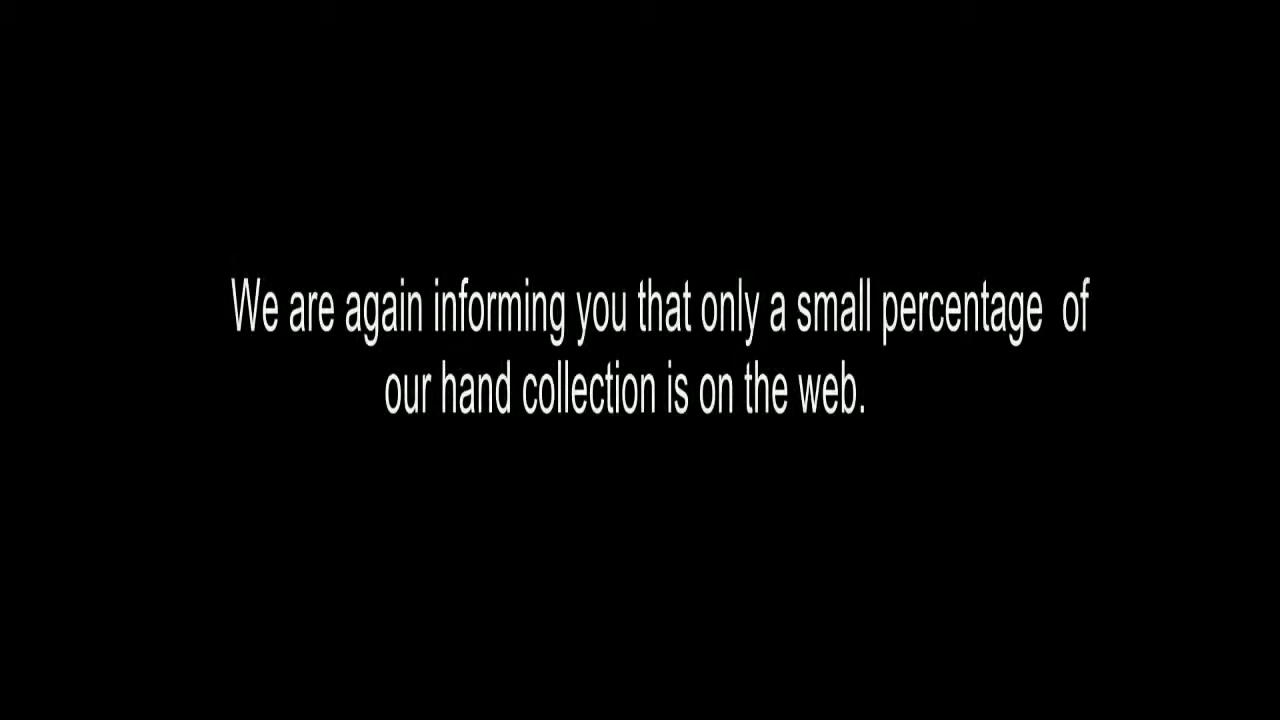 We are again informing you that only a small percentage  of
our hand collection is on the web.